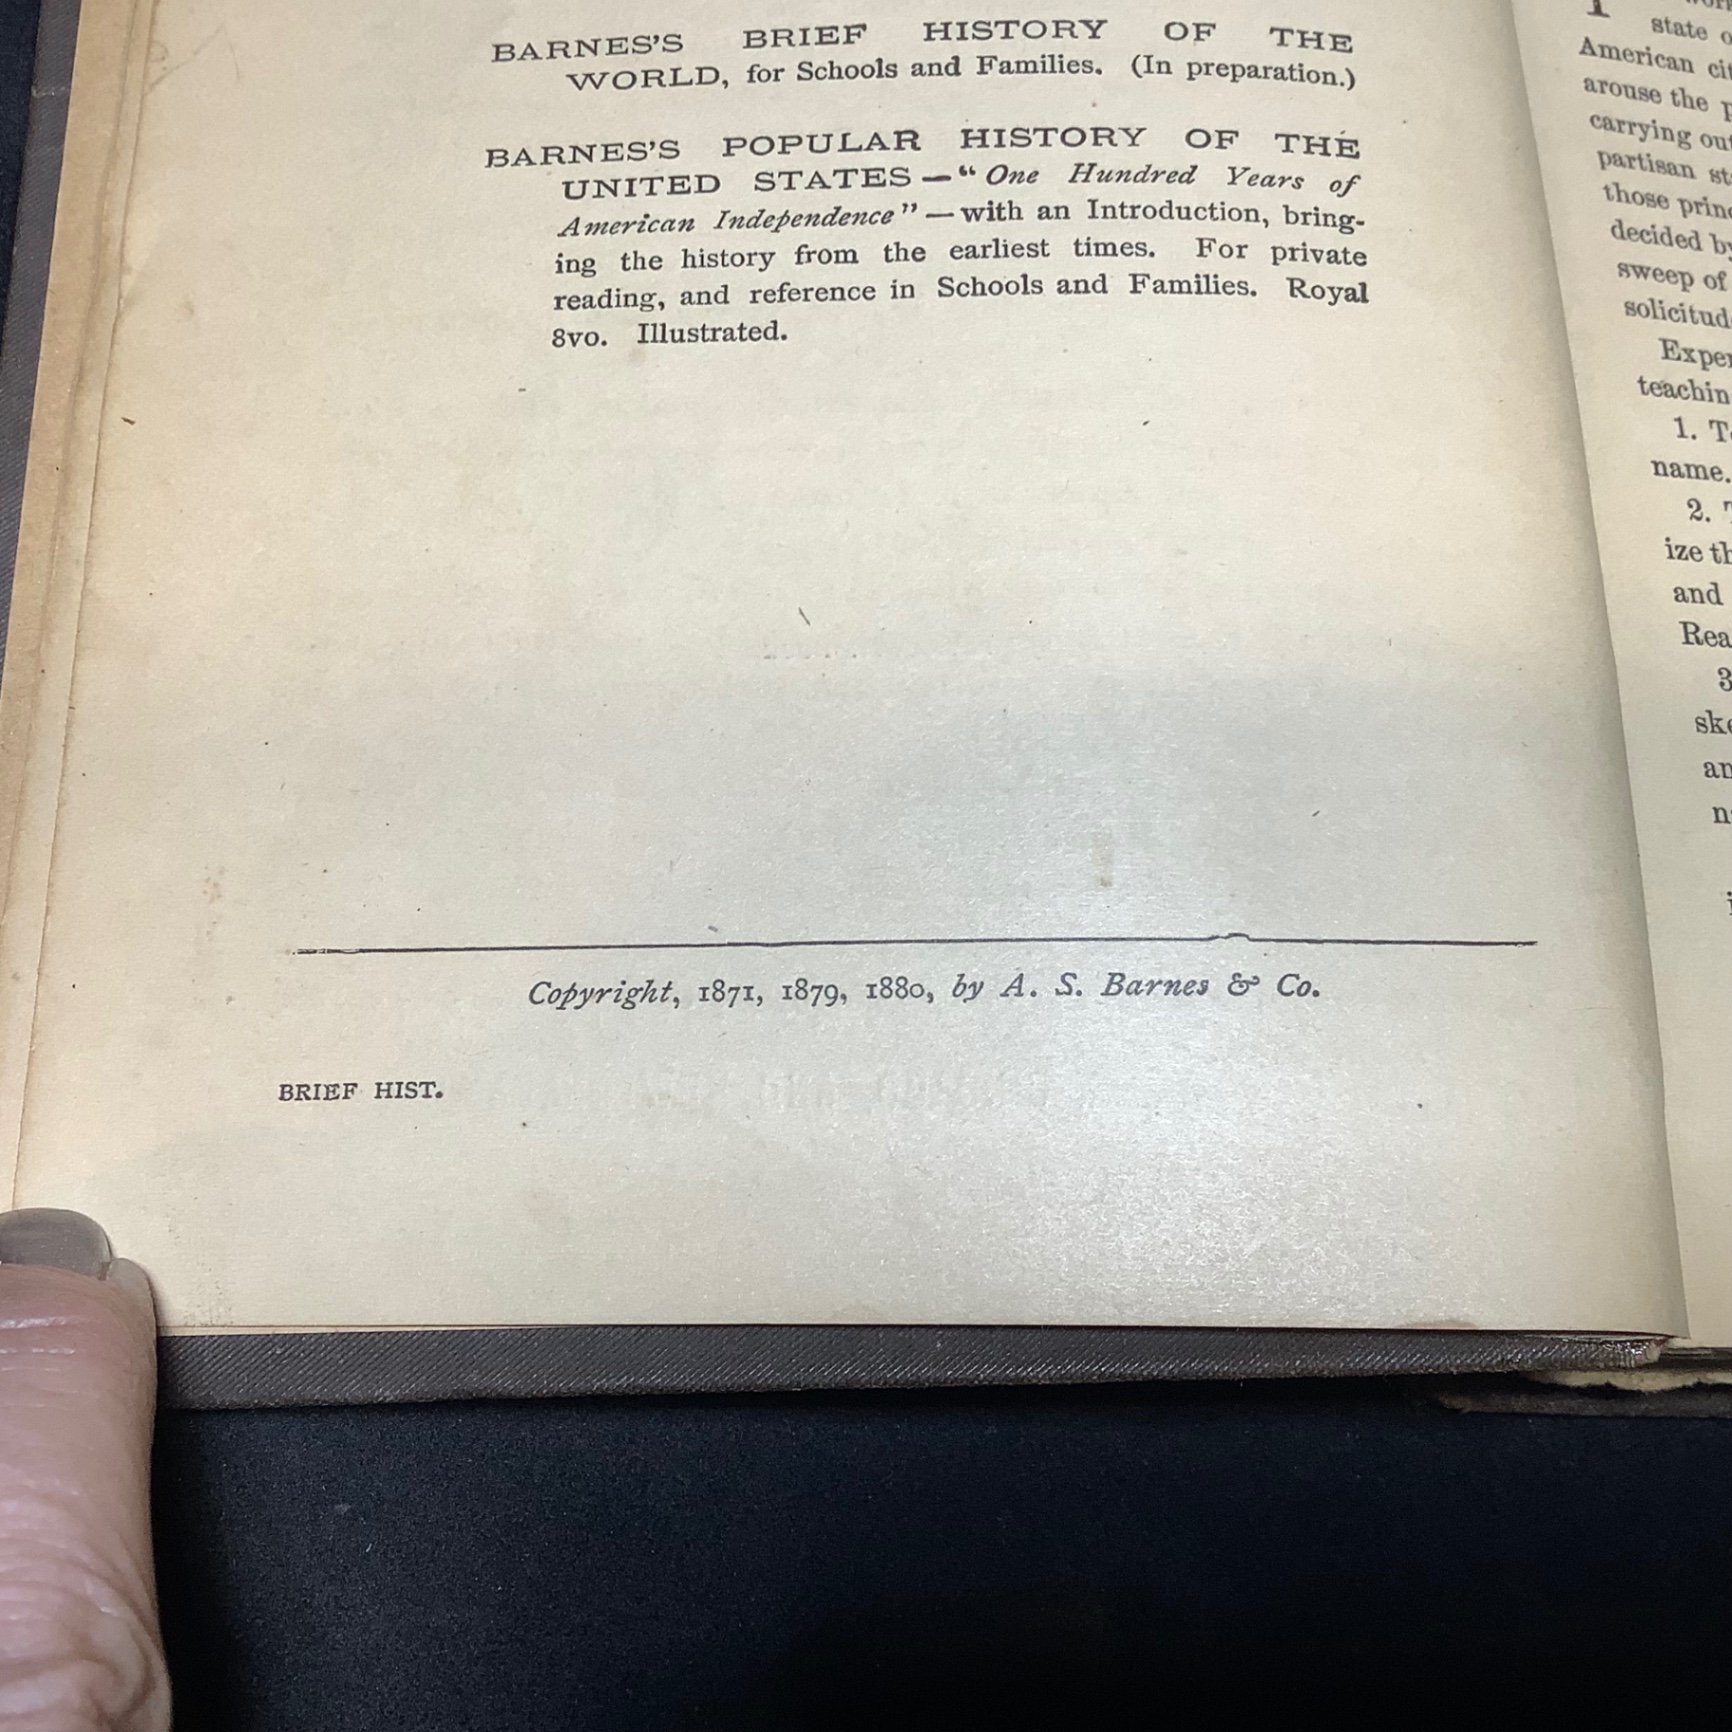 BARNES'S BRIEF HISTORY OF THE
WORLD, for Schools and Families. (In preparation.)
BARNES'S POPULAR HISTORY OF THE
UNITED STATES—“One Hundred Years of
American Independence”—with an Introduction, bring-
ing the history from the earliest times. For private
reading, and reference in Schools and Families. Royal
8vo. Illustrated.
Copyright, 1871, 1879, 1880, by A. S. Barnes & Co.
BRIEF HIST.
state
American
arouse the
carrying
partisan
those
decided
sweep of
1.
name.
2.
ize
and
3